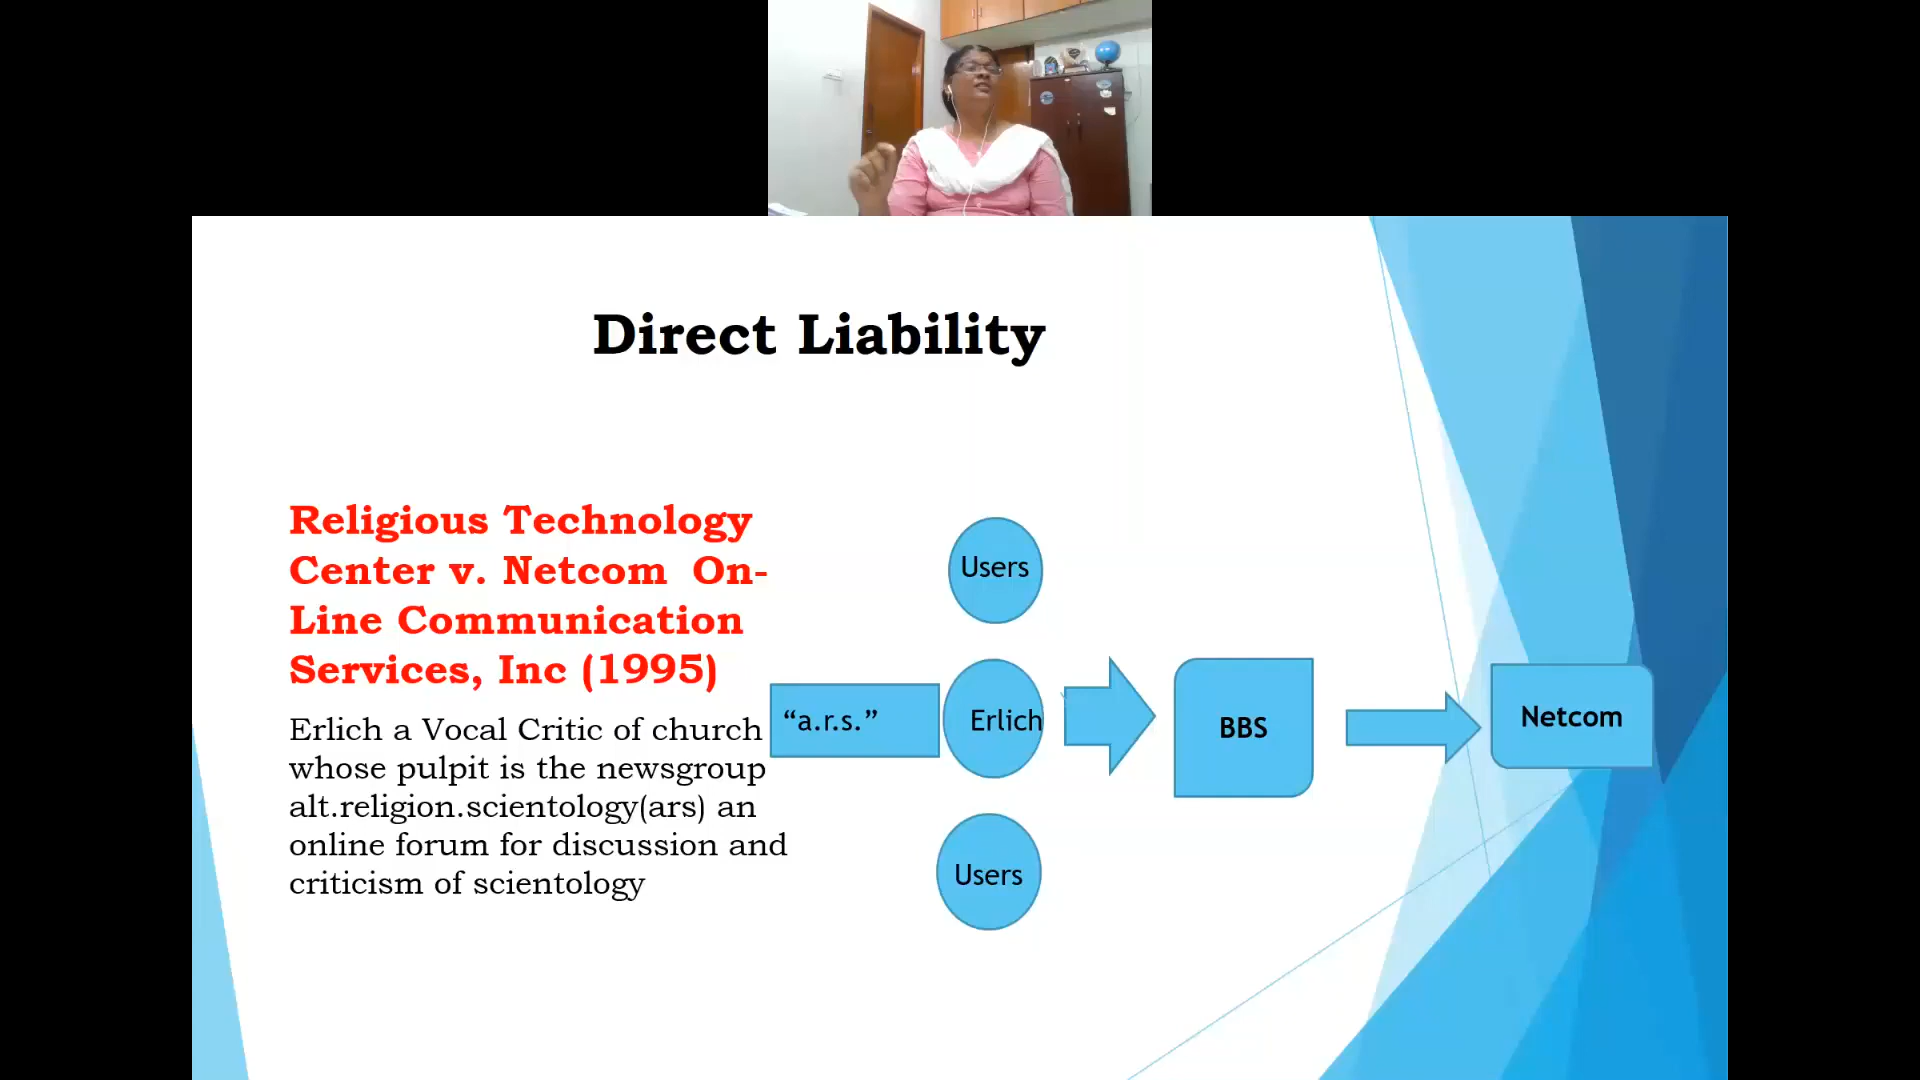 Direct Liability
Religious Technology
Center v. Netcom On-
Line Communication
Services, Inc (1995)
Erlich a Vocal Critic of church
whose pulpit is the newsgroup
alt.religion.scientology(ars) an
online forum for discussion and
criticism of scientology
Users
“a.r.s.”
Erlich
BBS
Netcom
Users